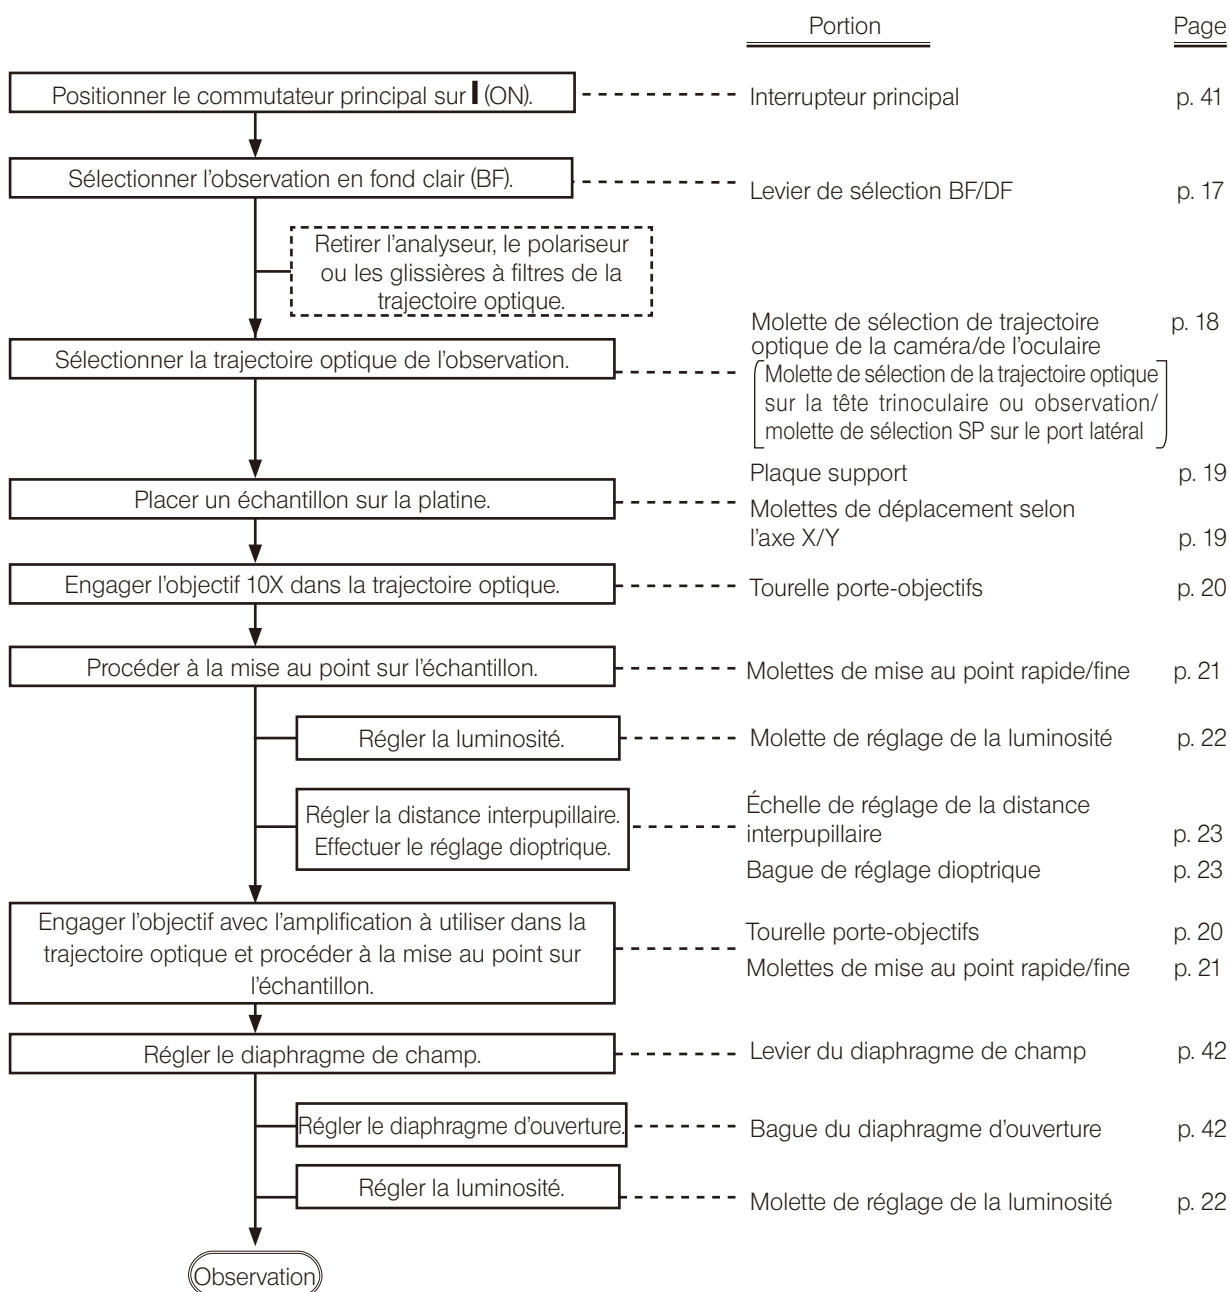 Portion Page
Positionner le commutateur principal sur I (ON). Interrupteur principal p. 41
Sélectionner l'observation en fond clair (BF). Levier de sélection BF/DF p. 17
Retirer l'analyseur, le polariseur
ou les glissières à filtres de la
trajectoire optique.
Sélectionner la trajectoire optique de l'observation.
Molette de sélection de trajectoire p. 18
optique de la caméra/de l'oculaire
Molette de sélection de la trajectoire optique
sur la tête trinoculaire ou observation/
molette de sélection SP sur le port latéral
Placer un échantillon sur la platine.
Plaque support p. 19
Molettes de déplacement selon
l'axe X/Y p. 19
Engager l'objectif 10X dans la trajectoire optique. Tourelle porte-objectifs p. 20
Procéder à la mise au point sur l'échantillon. Molettes de mise au point rapide/fine p. 21
Régler la luminosité. Molette de réglage de la luminosité p. 22
Régler la distance interpupillaire.
Effectuer le réglage dioptrique.
Échelle de réglage de la distance
interpupillaire p. 23
Bague de réglage dioptrique p. 23
Engager l'objectif avec l'amplification à utiliser dans la
trajectoire optique et procéder à la mise au point sur
l'échantillon.
Tourelle porte-objectifs p. 20
Molettes de mise au point rapide/fine p. 21
Régler le diaphragme de champ. Levier du diaphragme de champ p. 42
Régler le diaphragme d'ouverture. Bague du diaphragme d'ouverture p. 42
Régler la luminosité. Molette de réglage de la luminosité p. 22
Observation